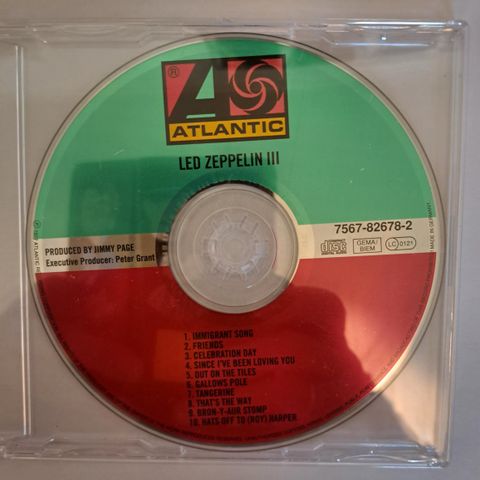 ®
ATLANTIC
LED ZEPPELIN III
7567-82678-2
PRODUCED BY JIMMY PAGE
Executive Producer: Peter Grant
disc
GEMA/
BIEM
LC 0121
MADE IN GERMANY
1. IMMIGRANT SONG
2. FRIENDS
3. CELEBRATION DAY
4. SINCE I'VE BEEN LOVING YOU
5. OUT ON THE TILES
6. GALLOWS POLE
7. TANGERINE
8. THAT'S THE WAY
9. BRON-Y-AUR STOMP
10. HATS OFF TO (ROY) HARPER